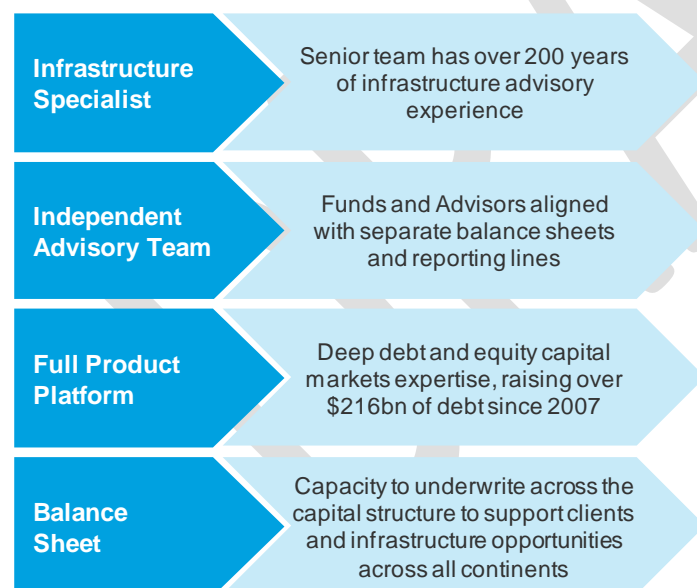 Infrastructure
Specialist
Senior team has over 200 years
of infrastructure advisory
experience
Independent
Advisory Team
Funds and Advisors aligned
with separate balance sheets
and reporting lines
Full Product
Platform
Deep debt and equity capital
markets expertise, raising over
$216bn of debt since 2007
Balance
Sheet
Capacity to underwrite across the
capital structure to support clients
and infrastructure opportunities
across all continents